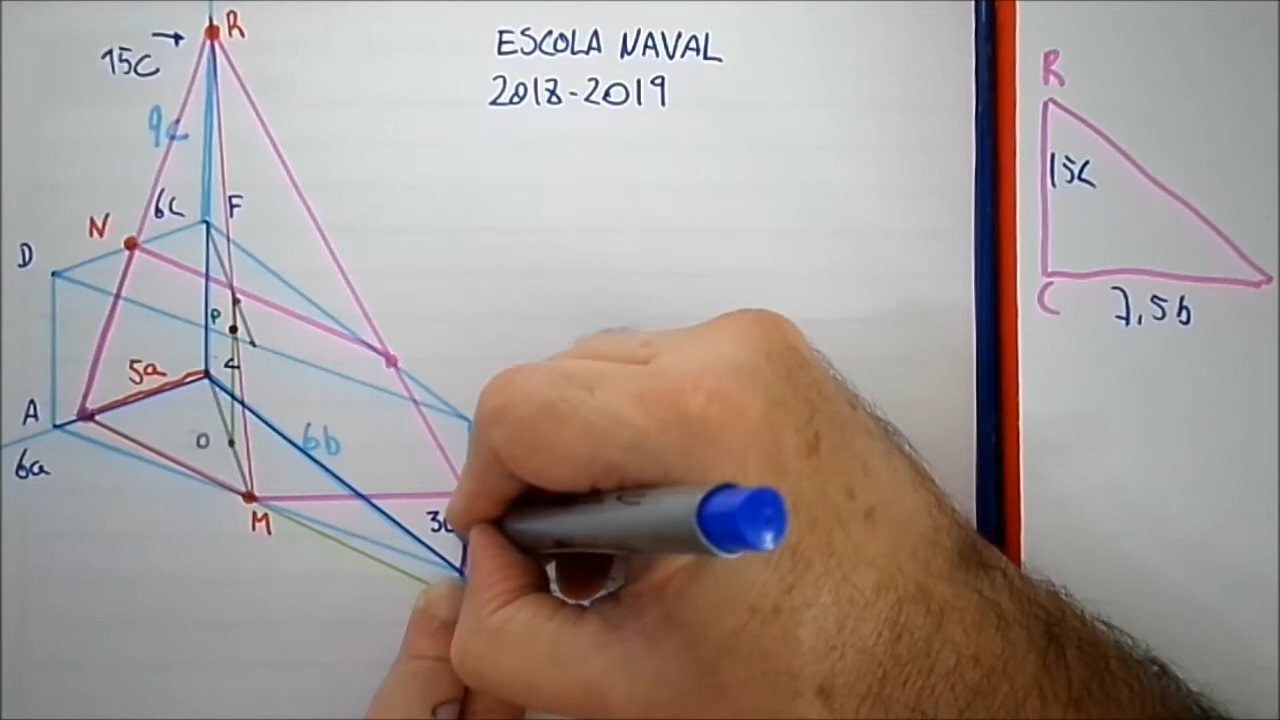 ESCOLA NAVAL
2018-2019
R
15c
9c
6c
F
N
D
P
5a
C
A
O
6b
6a
M
R
15c
C
7,5b